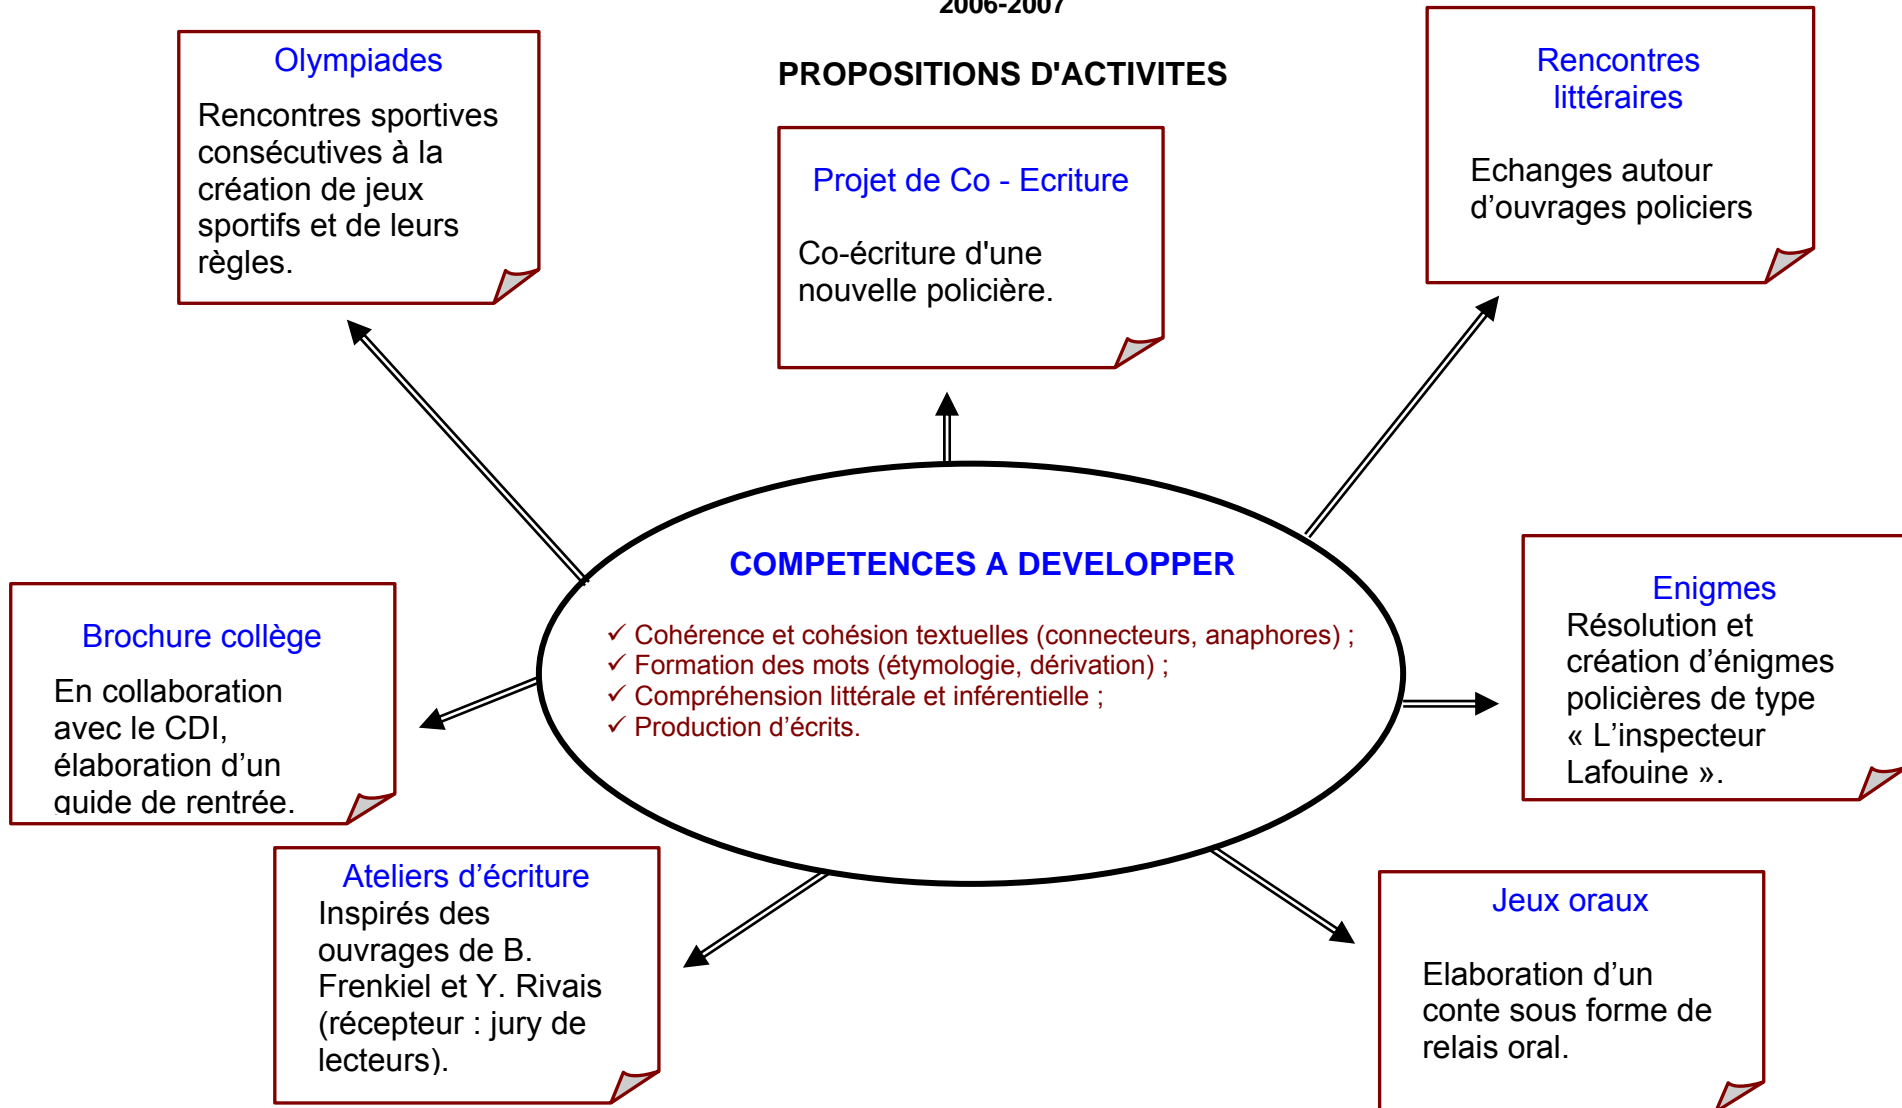 2006-2007
PROPOSITIONS D'ACTIVITES
Olympiades
Rencontres sportives
consécutives à la
création de jeux
sportifs et de leurs
règles.
Projet de Co - Ecriture
Co-écriture d'une
nouvelle policière.
Rencontres
littéraires
Echanges autour
d’ouvrages policiers
COMPETENCES A DEVELOPPER
✓ Cohérence et cohésion textuelles (connecteurs, anaphores) ;
✓ Formation des mots (étymologie, dérivation) ;
✓ Compréhension littérale et inférentielle ;
✓ Production d’écrits.
Brochure collège
En collaboration
avec le CDI,
élaboration d’un
guide de rentrée.
Enigmes
Résolution et
création d’énigmes
policières de type
« L’inspecteur
Lafouine ».
Ateliers d’écriture
Inspirés des
ouvrages de B.
Frenkiel et Y. Rivais
(récepteur : jury de
lecteurs).
Jeux oraux
Elaboration d’un
conte sous forme de
relais oral.